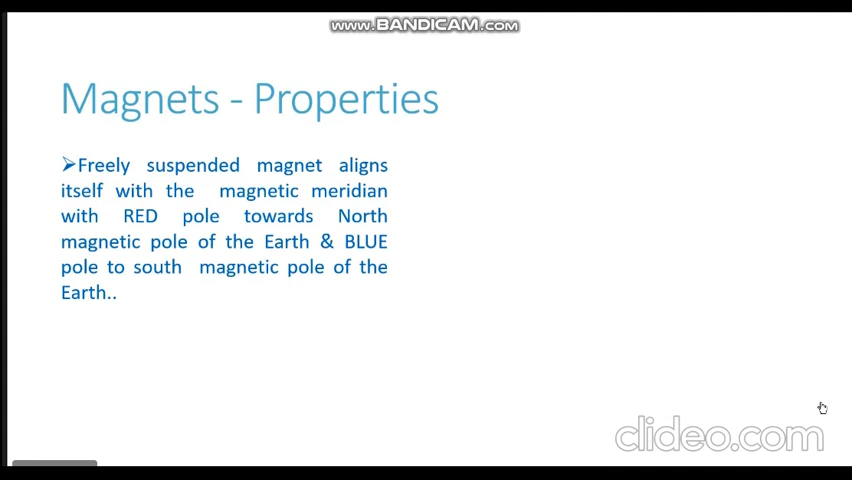 www.BANDICAM.com
Magnets - Properties
➢Freely suspended magnet aligns
itself with the magnetic meridian
with RED pole towards North
magnetic pole of the Earth & BLUE
pole to south magnetic pole of the
Earth..
clideo.com